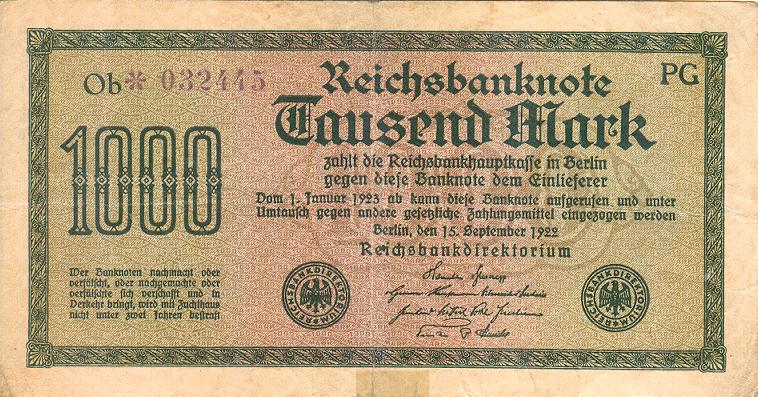 Ob* 032445
Reichsbanknote
PG
Tausend Mark
1000
zahlt die Reichsbankhauptkasse in Berlin
gegen diese Banknote dem Einlieferer
Vom 1. Januar 1923 ab kann diese Banknote aufgerufen und unter
Umtausch gegen andere gesetzliche Zahlungsmittel eingezogen werden
Berlin, den 15. September 1922
Reichsbankdirektorium
Wer Banknoten nachmacht oder
verfälscht, oder nachgemachte oder
verfälschte sich verschafft und in
Verkehr bringt, wird mit Zuchthaus
nicht unter zwei Jahren bestraft
REICHSBANKDIREKTORIUM
REICHSBANKDIREKTORIUM